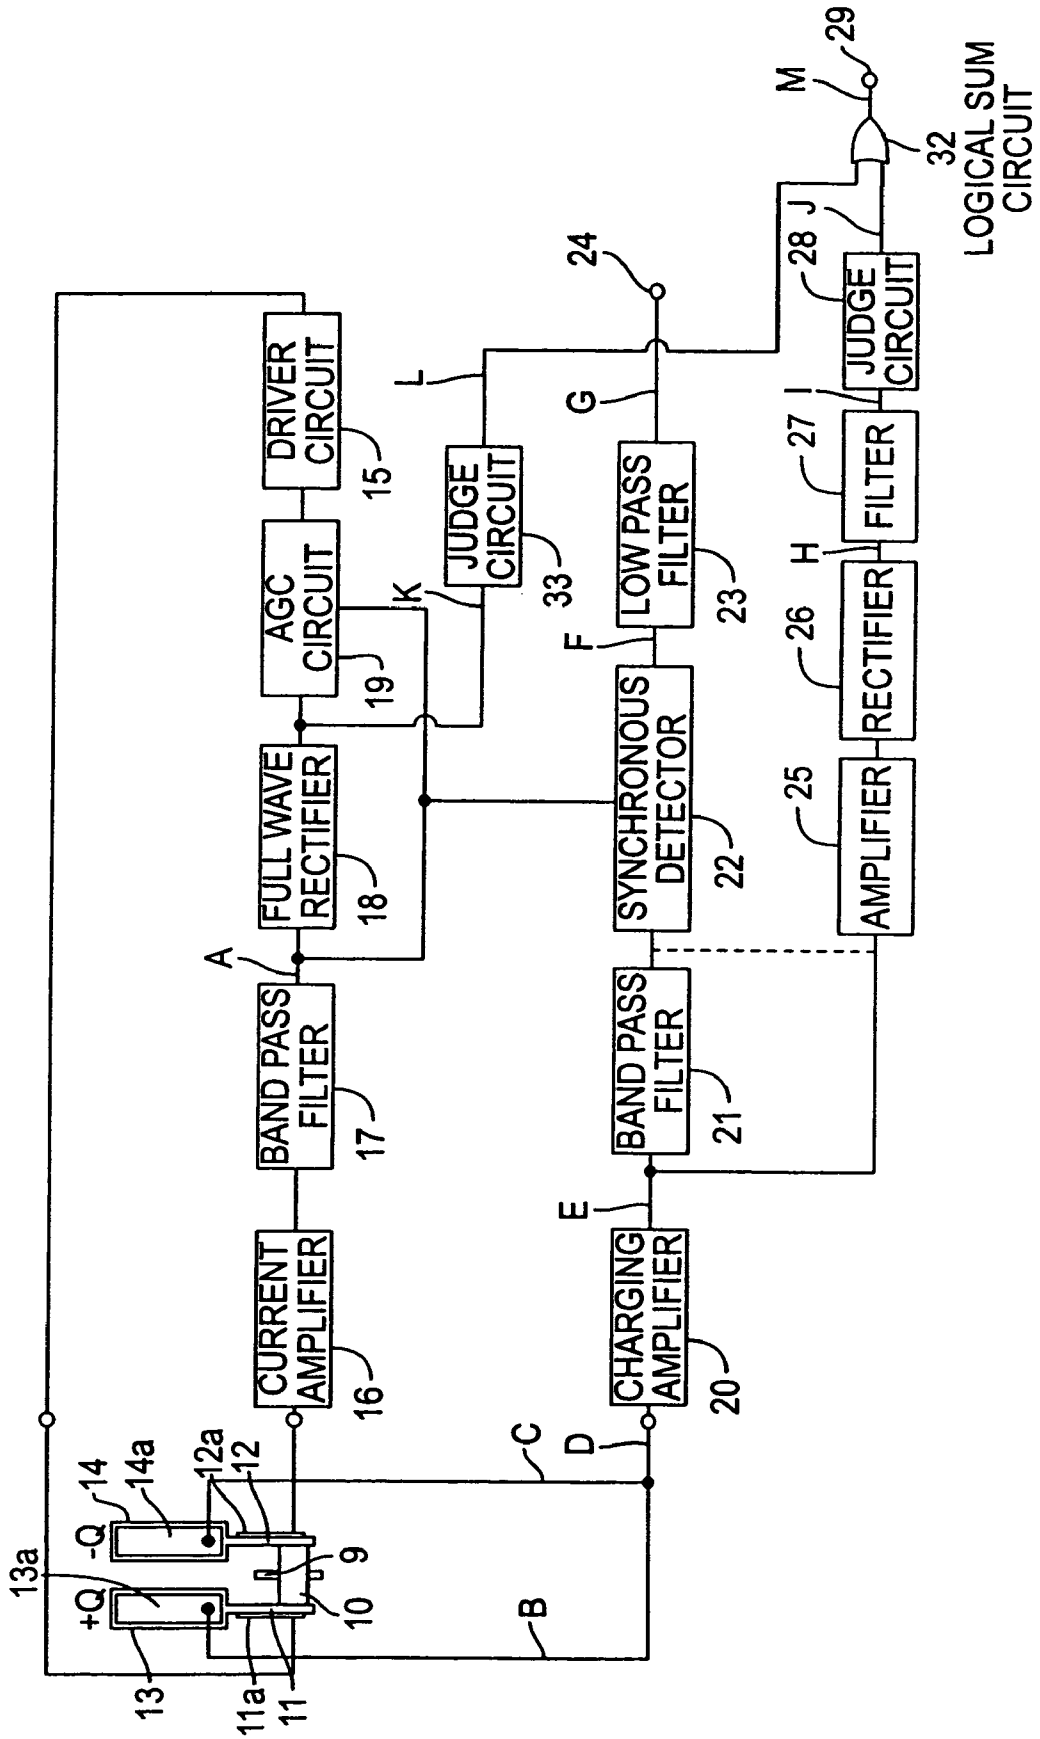 13a
+Q
-Q
14
14a
12a
12
13
11a
11
10
9
B
C
D
CURRENT
AMPLIFIER
16
BAND PASS
FILTER
17
A
FULL WAVE
RECTIFIER
18
AGC
CIRCUIT
19
DRIVER
CIRCUIT
15
K
JUDGE
CIRCUIT
33
L
CHARGING
AMPLIFIER
20
E
BAND PASS
FILTER
21
SYNCHRONOUS
DETECTOR
22
F
LOW PASS
FILTER
23
G
24
AMPLIFIER
25
RECTIFIER
26
H
FILTER
27
I
JUDGE
CIRCUIT
28
J
M
29
32
LOGICAL SUM
CIRCUIT